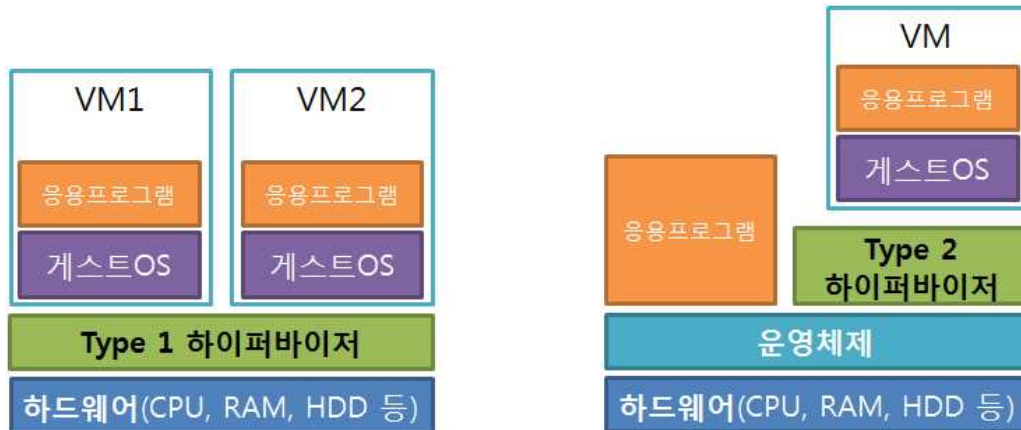 VM1
응용프로그램
게스트OS
VM2
응용프로그램
게스트OS
Type 1 하이퍼바이저
하드웨어(CPU, RAM, HDD 등)
VM
응용프로그램
게스트OS
응용프로그램
Type 2
하이퍼바이저
운영체제
하드웨어(CPU, RAM, HDD 등)